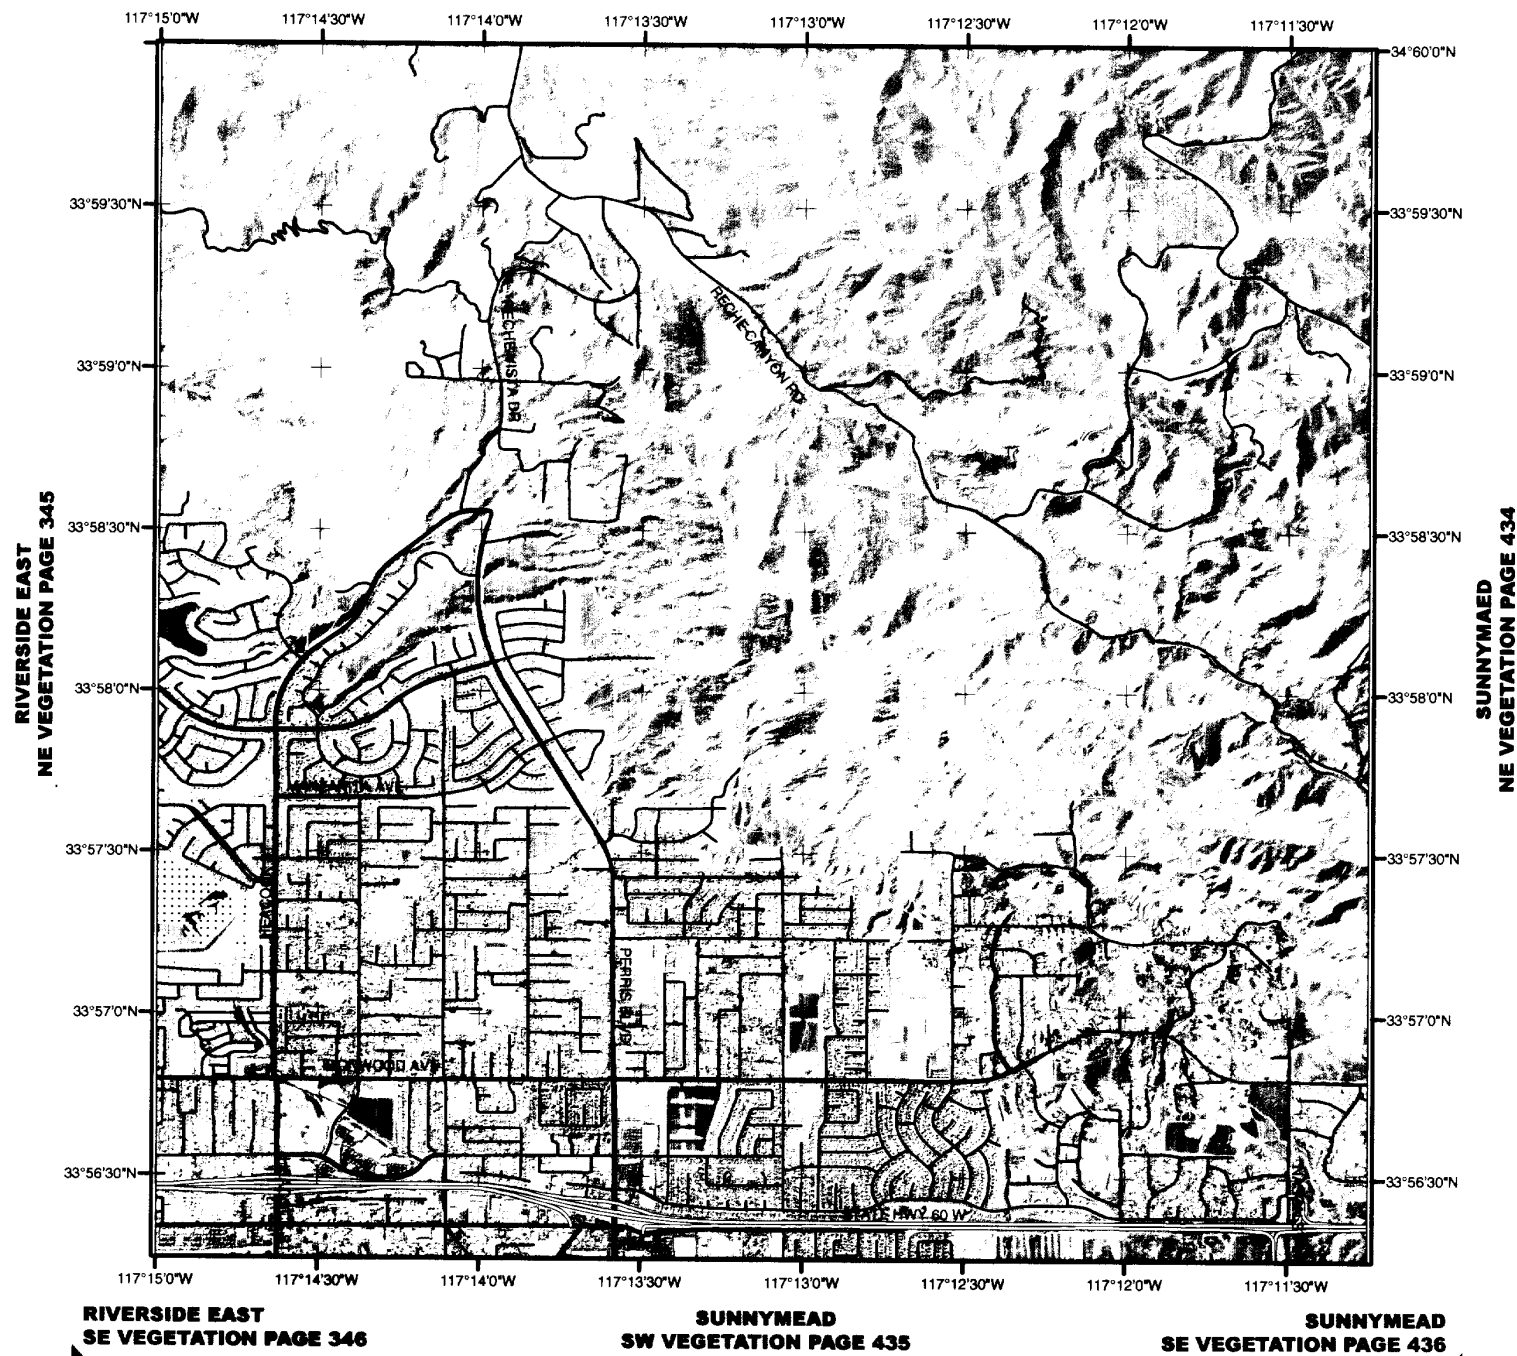 117°15'0"W
117°14'30"W
117°14'0"W
117°13'30"W
117°13'0"W
117°12'30"W
117°12'0"W
117°11'30"W
34°60'0"N
33°59'30"N
33°59'30"N
RECHE CANYON RD
RECHE VISTA DR
33°59'0"N
33°59'0"N
RIVERSIDE EAST
NE VEGETATION PAGE 345
SUNNYMAED
NE VEGETATION PAGE 434
33°58'30"N
33°58'30"N
33°58'0"N
33°58'0"N
33°57'30"N
33°57'30"N
PERRIS BLVD
33°57'0"N
33°57'0"N
IRONWOOD AVE
33°56'30"N
33°56'30"N
STATE HWY 60 W
117°15'0"W
117°14'30"W
117°14'0"W
117°13'30"W
117°13'0"W
117°12'30"W
117°12'0"W
117°11'30"W
RIVERSIDE EAST
SE VEGETATION PAGE 346
SUNNYMEAD
SW VEGETATION PAGE 435
SUNNYMEAD
SE VEGETATION PAGE 436